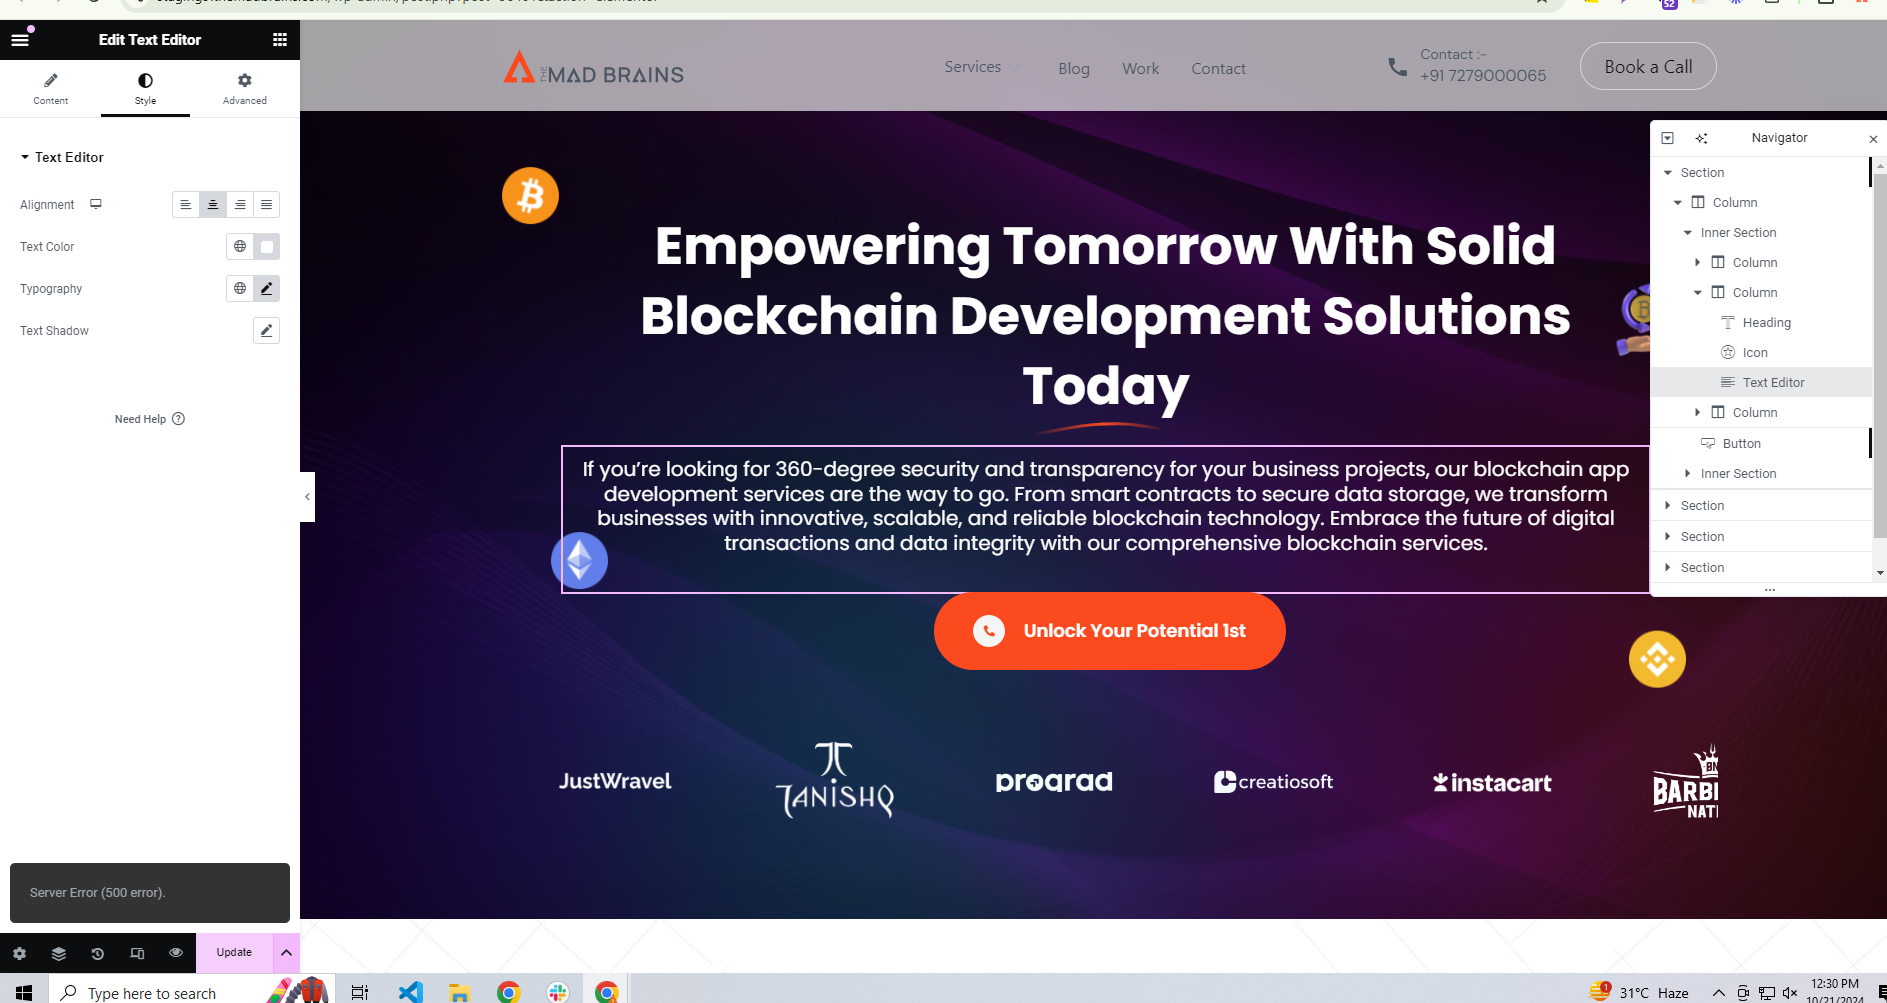 Edit Text Editor
Content
Style
Advanced
Text Editor
Alignment
Text Color
Typography
Text Shadow
Need Help
Server Error (500 error).
Update
THE MAD BRAINS
Services
Blog
Work
Contact
Contact :-
+91 7279000065
Book a Call
Empowering Tomorrow With Solid
Blockchain Development Solutions
Today
If you’re looking for 360-degree security and transparency for your business projects, our blockchain app
development services are the way to go. From smart contracts to secure data storage, we transform
businesses with innovative, scalable, and reliable blockchain technology. Embrace the future of digital
transactions and data integrity with our comprehensive blockchain services.
Unlock Your Potential 1st
JustWravel
TANISHQ
creatiosoft
instacart
Navigator
Section
Column
Inner Section
Column
Column
Heading
Icon
Text Editor
Column
Button
Inner Section
Section
Section
Section
Type here to search
1
31°C Haze
12:30 PM
10/21/2024
52